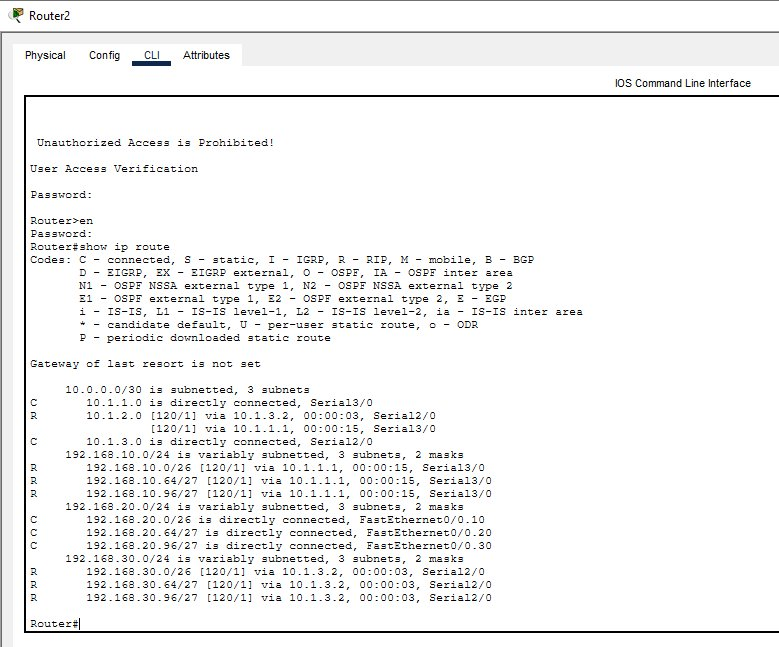 Router2
Physical Config CLI Attributes
IOS Command Line Interface
Unauthorized Access is Prohibited!
User Access Verification
Password:
Router>en
Password:
Router#show ip route
Codes: C - connected, S - static, I - IGRP, R - RIP, M - mobile, B - BGP
D - EIGRP, EX - EIGRP external, O - OSPF, IA - OSPF inter area
N1 - OSPF NSSA external type 1, N2 - OSPF NSSA external type 2
E1 - OSPF external type 1, E2 - OSPF external type 2, E - EGP
i - IS-IS, L1 - IS-IS level-1, L2 - IS-IS level-2, ia - IS-IS inter area
* - candidate default, U - per-user static route, o - ODR
P - periodic downloaded static route
Gateway of last resort is not set
10.0.0.0/30 is subnetted, 3 subnets
C 10.1.1.0 is directly connected, Serial3/0
R 10.1.2.0 [120/1] via 10.1.3.2, 00:00:03, Serial2/0
[120/1] via 10.1.1.1, 00:00:15, Serial3/0
C 10.1.3.0 is directly connected, Serial2/0
192.168.10.0/24 is variably subnetted, 3 subnets, 2 masks
R 192.168.10.0/26 [120/1] via 10.1.1.1, 00:00:15, Serial3/0
R 192.168.10.64/27 [120/1] via 10.1.1.1, 00:00:15, Serial3/0
R 192.168.10.96/27 [120/1] via 10.1.1.1, 00:00:15, Serial3/0
192.168.20.0/24 is variably subnetted, 3 subnets, 2 masks
C 192.168.20.0/26 is directly connected, FastEthernet0/0.10
C 192.168.20.64/27 is directly connected, FastEthernet0/0.20
C 192.168.20.96/27 is directly connected, FastEthernet0/0.30
192.168.30.0/24 is variably subnetted, 3 subnets, 2 masks
R 192.168.30.0/26 [120/1] via 10.1.3.2, 00:00:03, Serial2/0
R 192.168.30.64/27 [120/1] via 10.1.3.2, 00:00:03, Serial2/0
R 192.168.30.96/27 [120/1] via 10.1.3.2, 00:00:03, Serial2/0
Router#